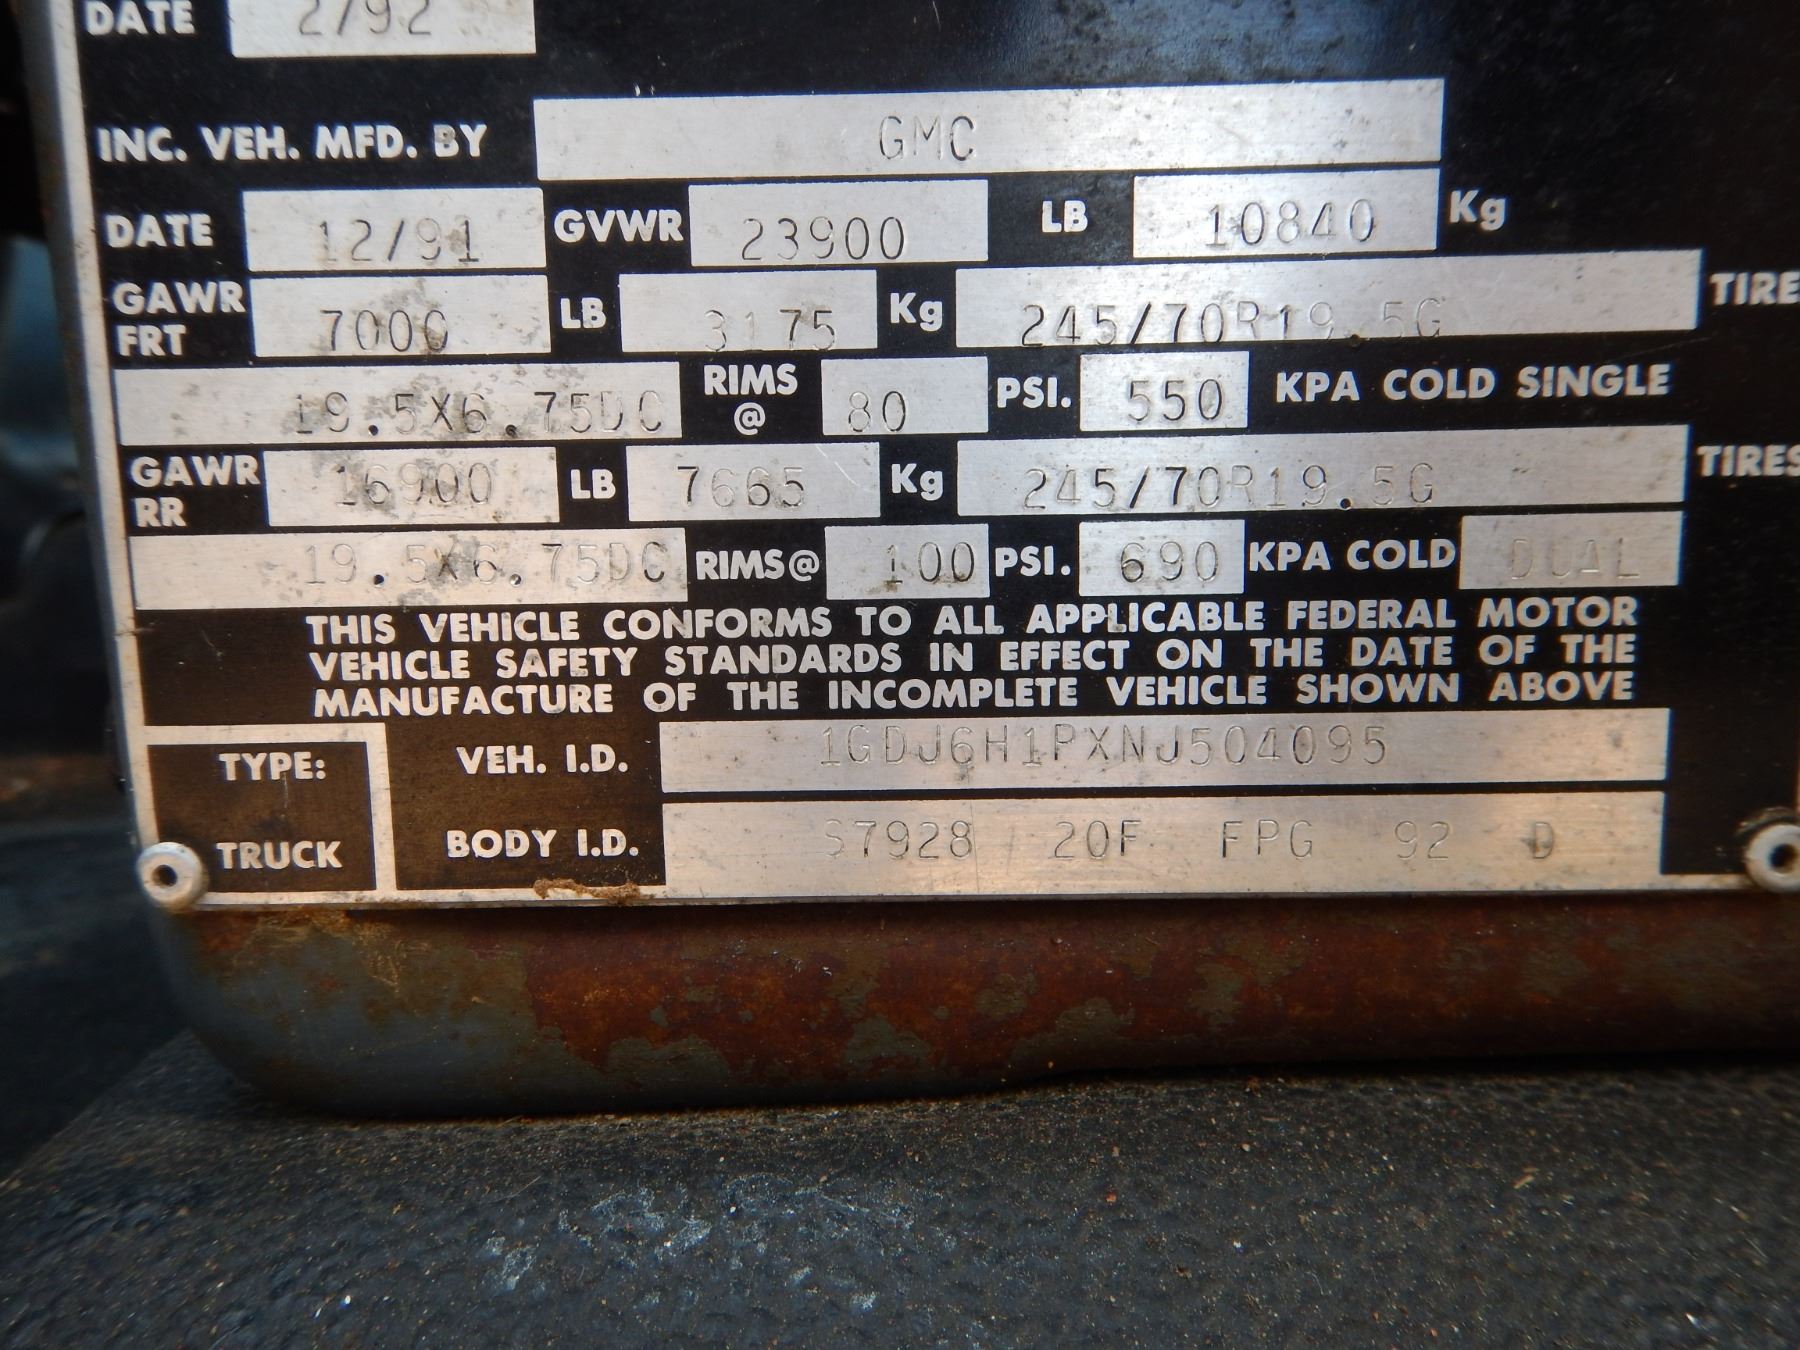 DATE 2/92
INC. VEH. MFD. BY GMC
DATE 12/91 GVWR 23900 LB 10840 Kg
GAWR FRT 7000 LB 3175 Kg 245/70R19.5G TIRE
19.5X6.75DC RIMS @ 80 PSI. 550 KPA COLD SINGLE
GAWR RR 16900 LB 7665 Kg 245/70R19.5G TIRES
19.5X6.75DC RIMS @ 100 PSI. 690 KPA COLD DUAL
THIS VEHICLE CONFORMS TO ALL APPLICABLE FEDERAL MOTOR
VEHICLE SAFETY STANDARDS IN EFFECT ON THE DATE OF THE
MANUFACTURE OF THE INCOMPLETE VEHICLE SHOWN ABOVE
TYPE: VEH. I.D. 1GDJ6H1PXNJ504095
TRUCK BODY I.D. S7928 20F FPG 92 D